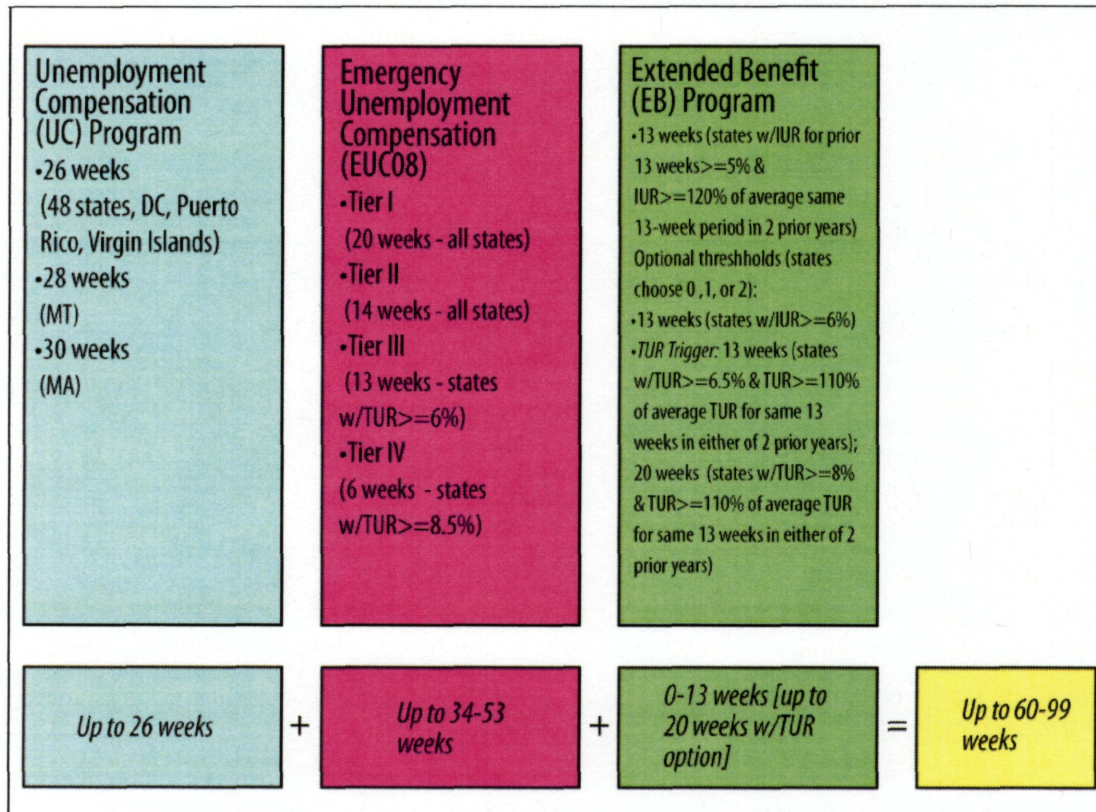 Unemployment
Compensation
(UC) Program
•26 weeks
(48 states, DC, Puerto
Rico, Virgin Islands)
•28 weeks
(MT)
•30 weeks
(MA)
Emergency
Unemployment
Compensation
(EUC08)
•Tier I
(20 weeks - all states)
•Tier II
(14 weeks - all states)
•Tier III
(13 weeks - states
w/TUR>=6%)
•Tier IV
(6 weeks - states
w/TUR>=8.5%)
Extended Benefit
(EB) Program
•13 weeks (states w/IUR for prior
13 weeks>=5% &
IUR>=120% of average same
13-week period in 2 prior years)
Optional threshholds (states
choose 0 ,1, or 2):
•13 weeks (states w/IUR>=6%)
•TUR Trigger: 13 weeks (states
w/TUR>=6.5% & TUR>=110%
of average TUR for same 13
weeks in either of 2 prior years);
20 weeks (states w/TUR>=8%
& TUR>=110% of average TUR
for same 13 weeks in either of 2
prior years)
Up to 26 weeks
+
Up to 34-53
weeks
+
0-13 weeks [up to
20 weeks w/TUR
option]
=
Up to 60-99
weeks